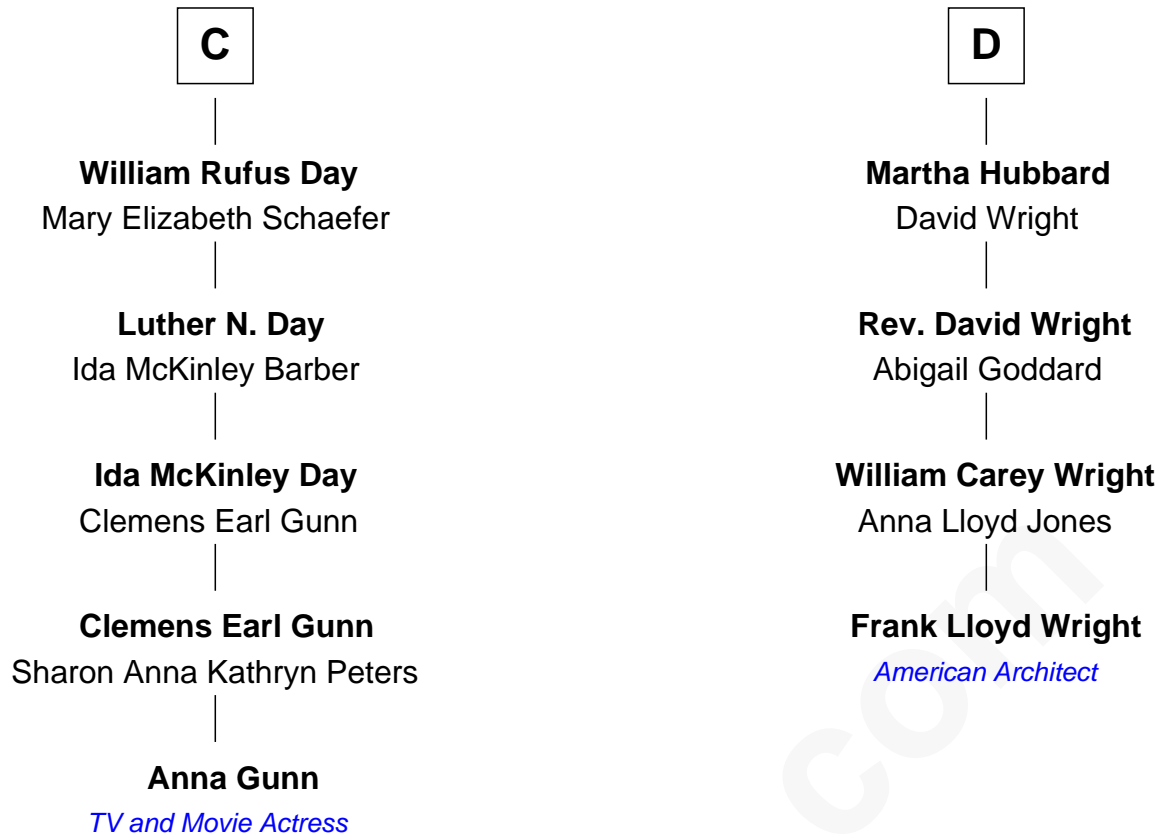 C
William Rufus Day
Mary Elizabeth Schaefer
Luther N. Day
Ida McKinley Barber
Ida McKinley Day
Clemens Earl Gunn
Clemens Earl Gunn
Sharon Anna Kathryn Peters
Anna Gunn
TV and Movie Actress
D
Martha Hubbard
David Wright
Rev. David Wright
Abigail Goddard
William Carey Wright
Anna Lloyd Jones
Frank Lloyd Wright
American Architect
com